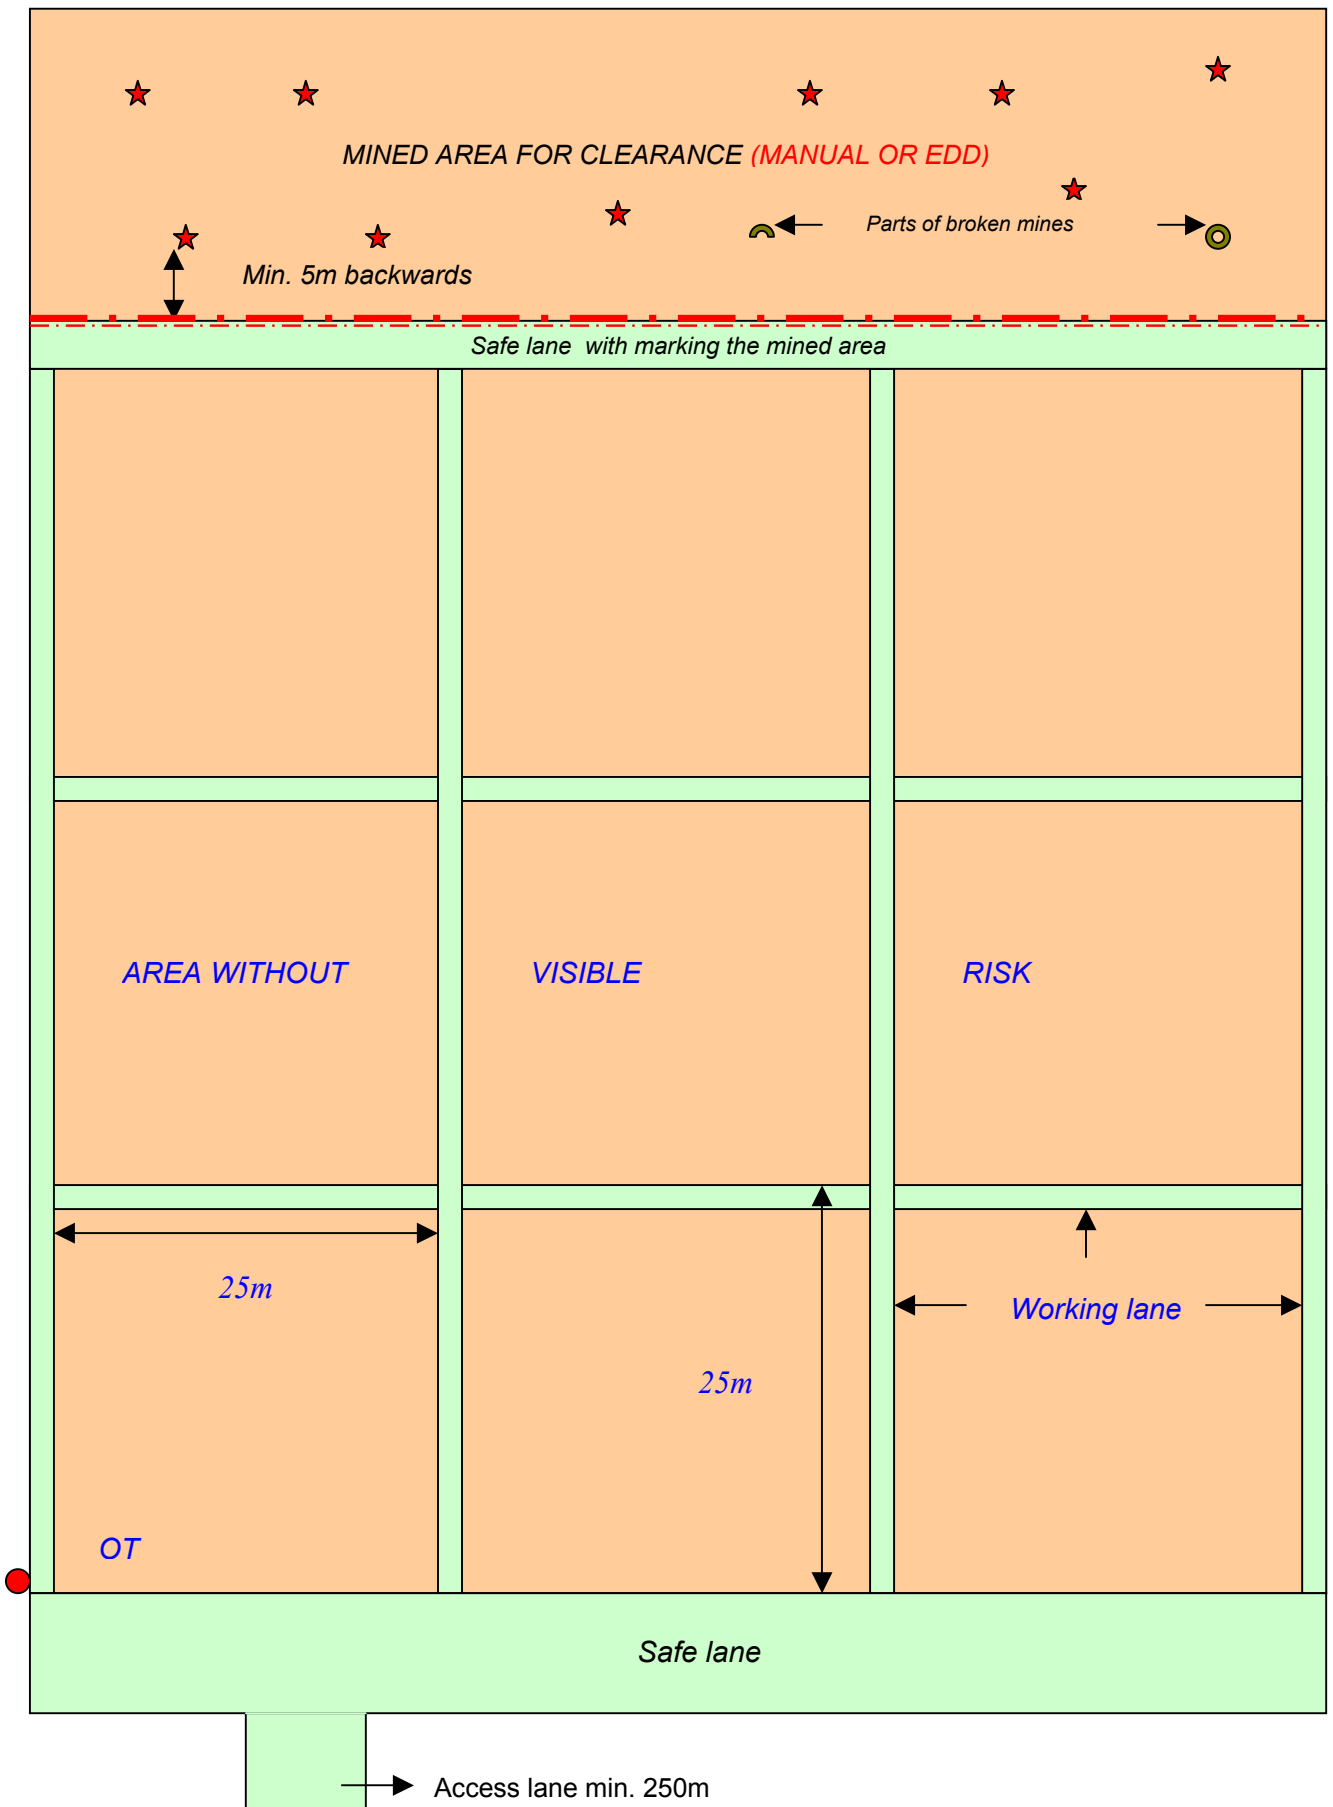 MINED AREA FOR CLEARANCE (MANUAL OR EDD)
Parts of broken mines
Min. 5m backwards
Safe lane with marking the mined area
AREA WITHOUT VISIBLE RISK
25m
Working lane
25m
OT
Safe lane
Access lane min. 250m